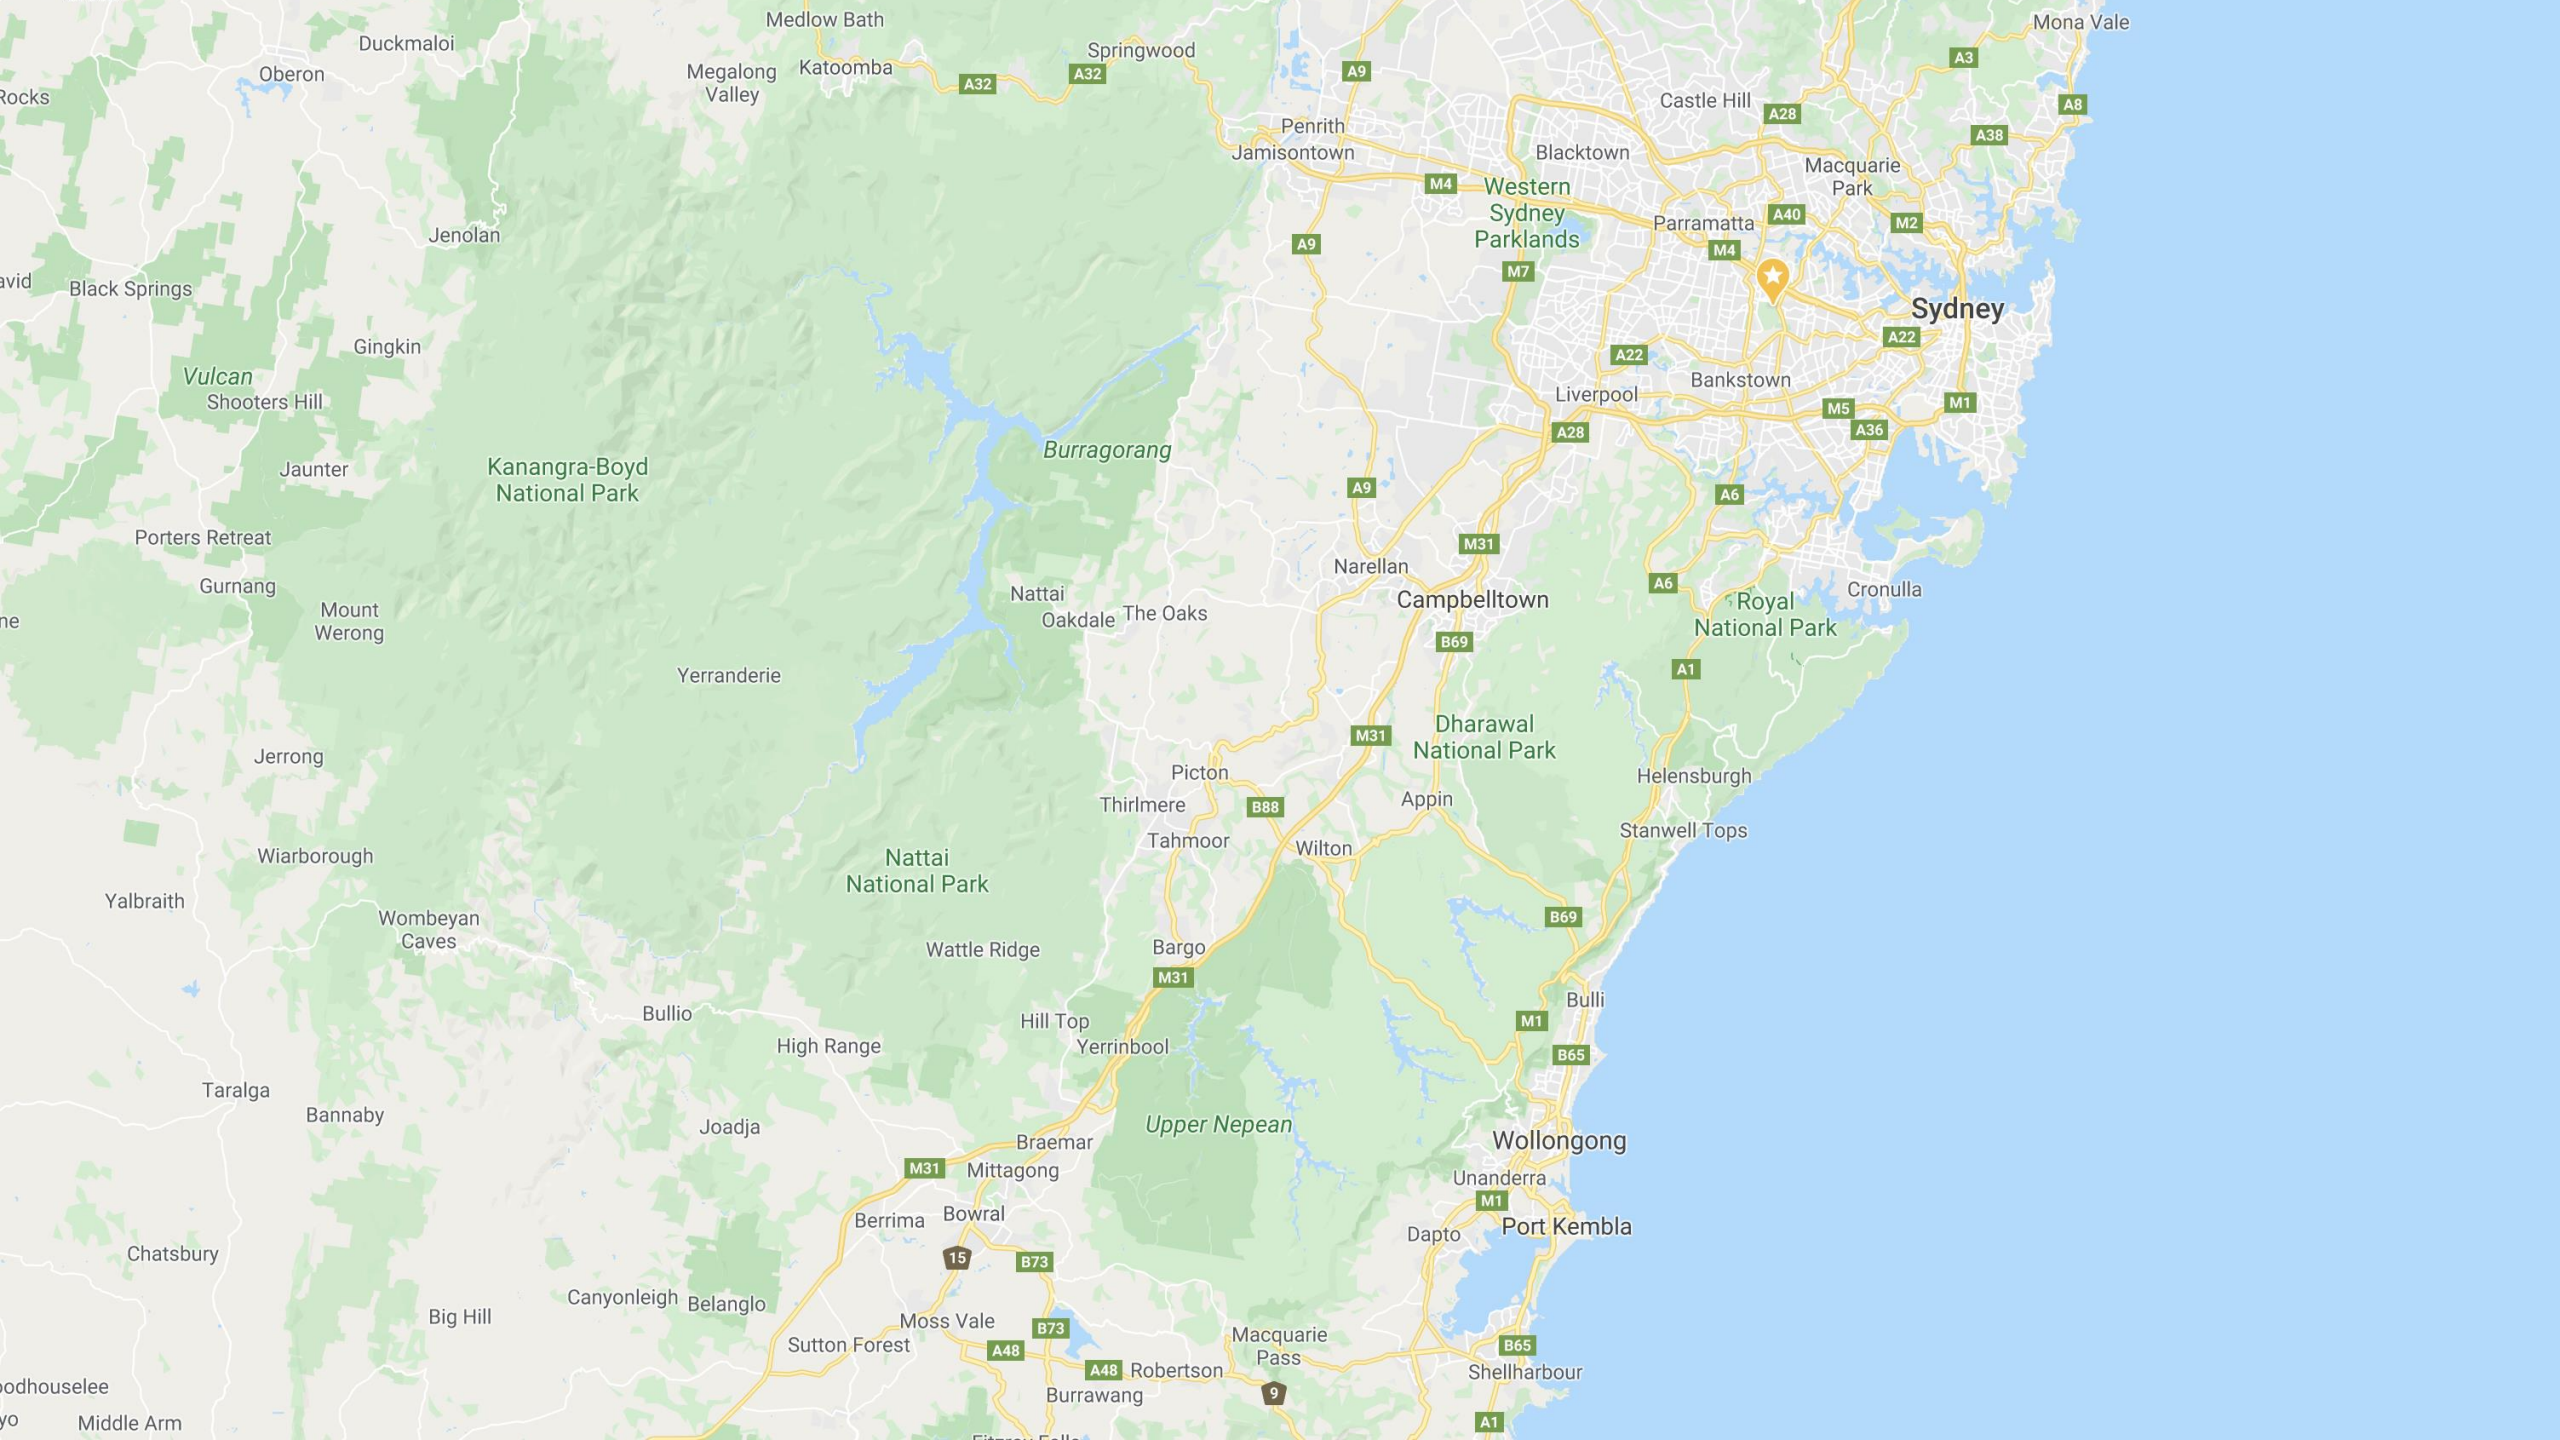 Medlow Bath
Mona Vale
Duckmaloi
Springwood
A3
Oberon
Megalong
Valley
Katoomba
A32
A32
A9
Rocks
Castle Hill
A28
A8
Penrith
A38
Jamisontown
Blacktown
Macquarie
Park
M4
Western
Sydney
Parklands
Parramatta
A40
M2
Jenolan
A9
M4
M7
avid
Black Springs
Sydney
Gingkin
A22
A22
Vulcan
Shooters Hill
Bankstown
Liverpool
M5
M1
A28
A36
Burragorang
Kanangra-Boyd
National Park
Jaunter
A9
A6
Porters Retreat
M31
Narellan
Gurnang
Nattai
Campbelltown
A6
Cronulla
Mount
Werong
Oakdale
The Oaks
Royal
National Park
ne
B69
Yerranderie
A1
Dharawal
National Park
M31
Jerrong
Picton
Helensburgh
Thirlmere
B88
Appin
Tahmoor
Wilton
Stanwell Tops
Wiarborough
Nattai
National Park
Yalbraith
Wombeyan
Caves
B69
Wattle Ridge
Bargo
M31
Bullio
Bulli
Hill Top
M1
High Range
Yerrinbool
B65
Taralga
Bannaby
Joadja
Upper Nepean
Braemar
Wollongong
M31
Mittagong
Unanderra
M1
Berrima
Bowral
Dapto
Port Kembla
Chatsbury
15
B73
Canyonleigh
Belanglo
Big Hill
Moss Vale
B73
Sutton Forest
A48
Macquarie
Pass
B65
A48
Robertson
Shellharbour
oodhouselee
Burrawang
9
yo
Middle Arm
A1